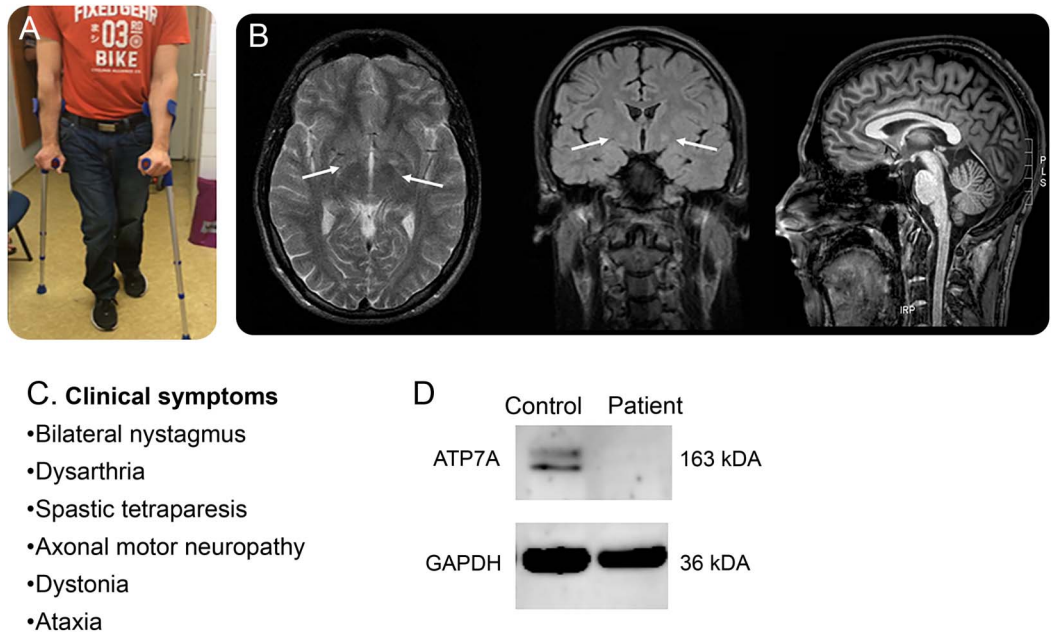 A
FIXED GEAR
03
BIKE
B
P
L
S
IRP
C. Clinical symptoms
•Bilateral nystagmus
•Dysarthria
•Spastic tetraparesis
•Axonal motor neuropathy
•Dystonia
•Ataxia
D
Control Patient
ATP7A 163 kDA
GAPDH 36 kDA